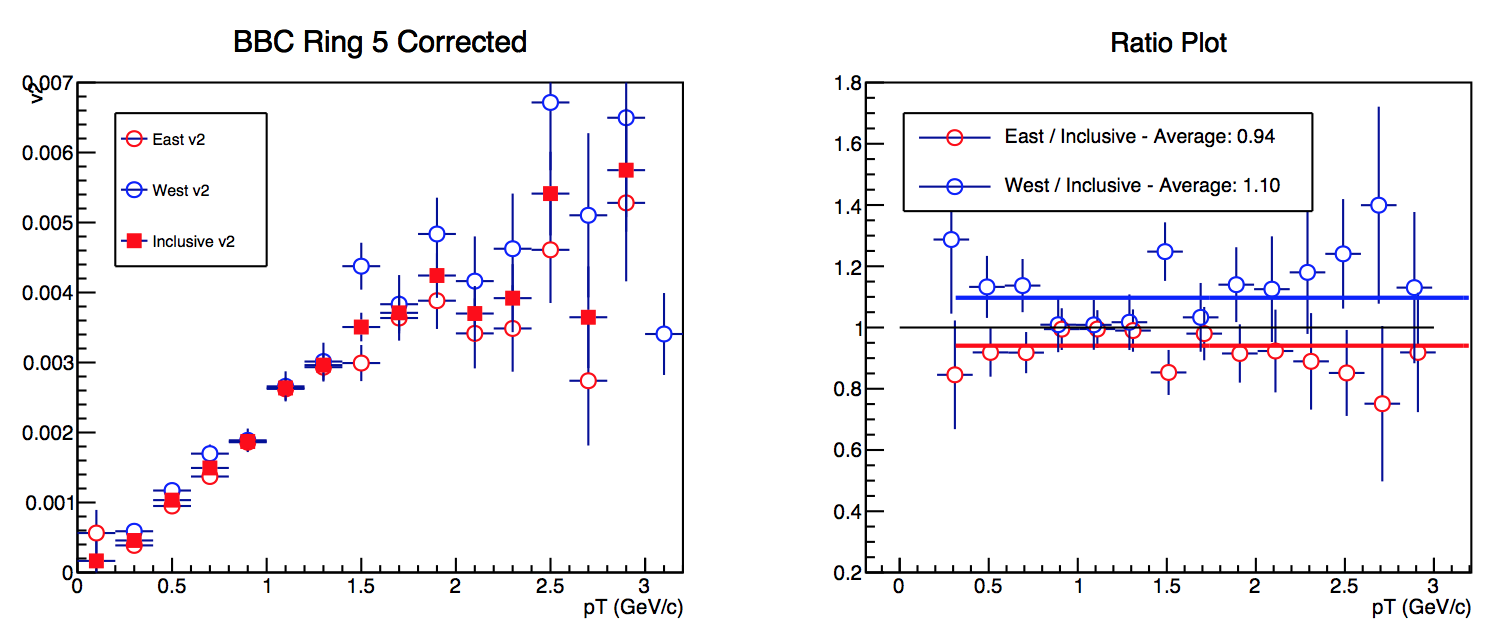 BBC Ring 5 Corrected
v2
0.007
0.006
0.005
0.004
0.003
0.002
0.001
0
East v2
West v2
Inclusive v2
0 0.5 1 1.5 2 2.5 3
pT (GeV/c)
Ratio Plot
1.8
1.6
1.4
1.2
1
0.8
0.6
0.4
0.2
East / Inclusive - Average: 0.94
West / Inclusive - Average: 1.10
0 0.5 1 1.5 2 2.5 3
pT (GeV/c)